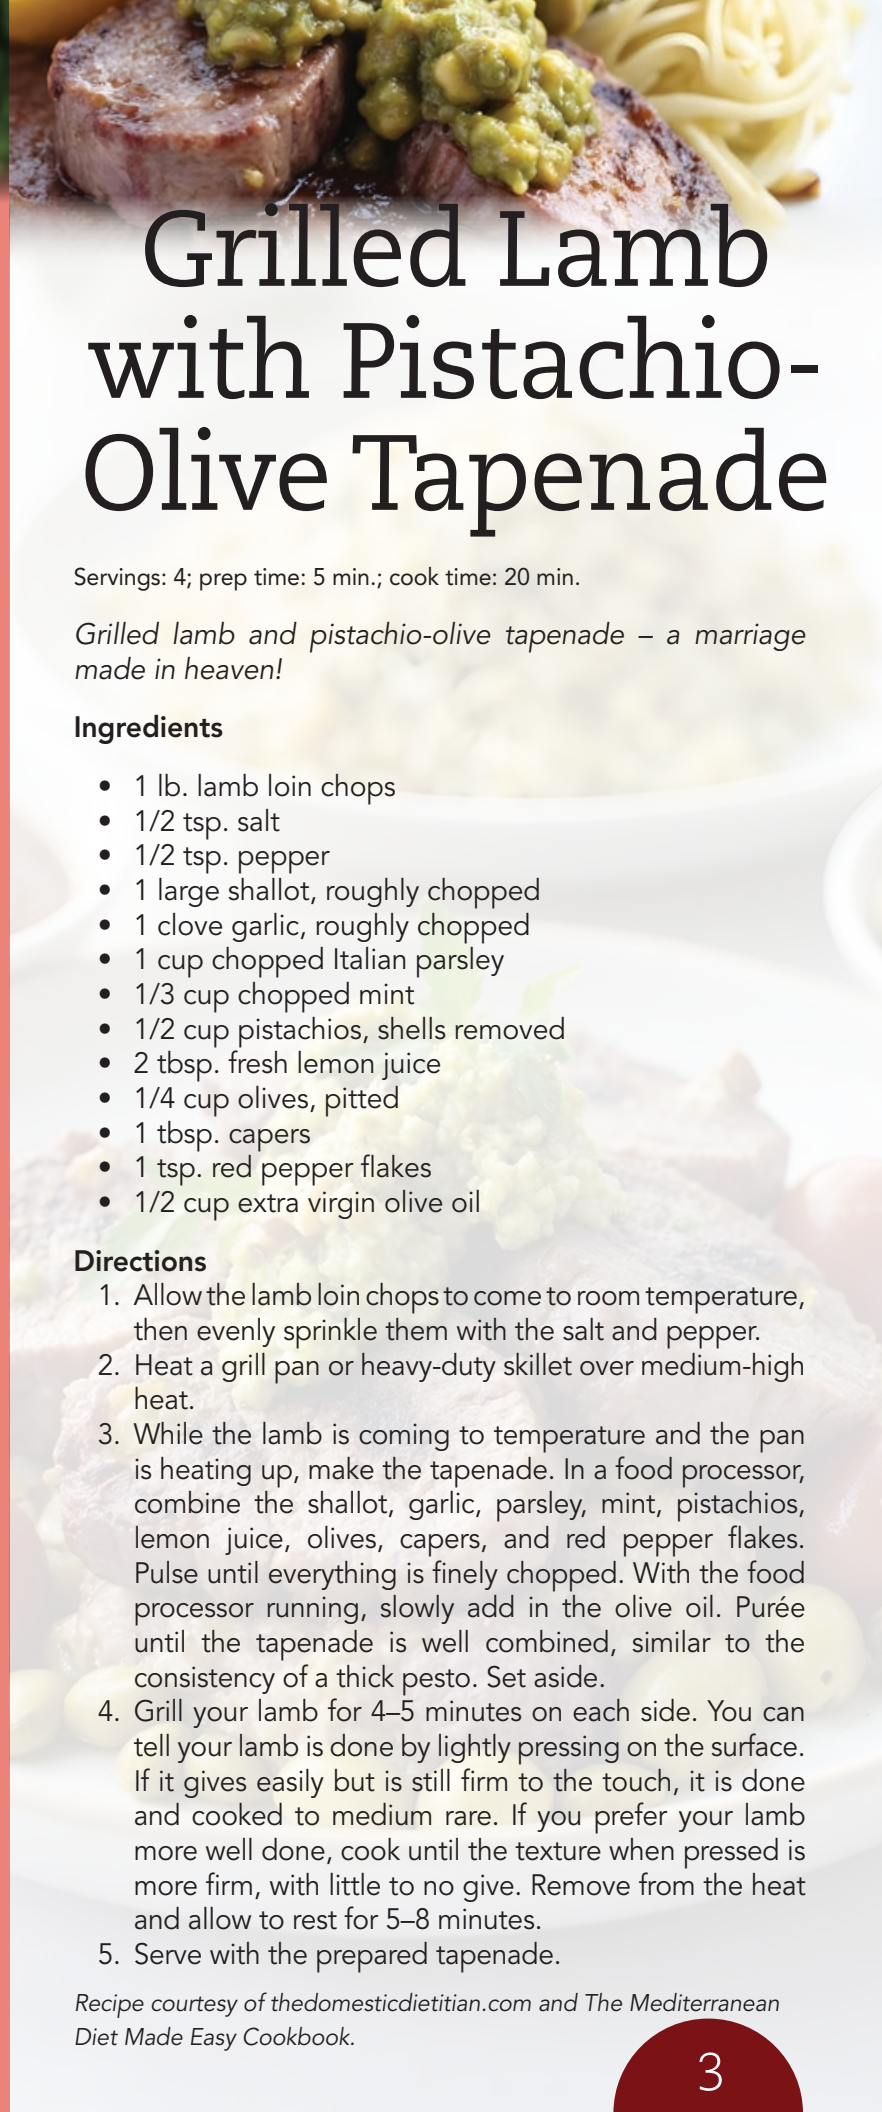 Grilled Lamb
with Pistachio-
Olive Tapenade
Servings: 4; prep time: 5 min.; cook time: 20 min.
Grilled lamb and pistachio-olive tapenade – a marriage
made in heaven!
Ingredients
• 1 lb. lamb loin chops
• 1/2 tsp. salt
• 1/2 tsp. pepper
• 1 large shallot, roughly chopped
• 1 clove garlic, roughly chopped
• 1 cup chopped Italian parsley
• 1/3 cup chopped mint
• 1/2 cup pistachios, shells removed
• 2 tbsp. fresh lemon juice
• 1/4 cup olives, pitted
• 1 tbsp. capers
• 1 tsp. red pepper flakes
• 1/2 cup extra virgin olive oil
Directions
1. Allow the lamb loin chops to come to room temperature,
then evenly sprinkle them with the salt and pepper.
2. Heat a grill pan or heavy-duty skillet over medium-high
heat.
3. While the lamb is coming to temperature and the pan
is heating up, make the tapenade. In a food processor,
combine the shallot, garlic, parsley, mint, pistachios,
lemon juice, olives, capers, and red pepper flakes.
Pulse until everything is finely chopped. With the food
processor running, slowly add in the olive oil. Purée
until the tapenade is well combined, similar to the
consistency of a thick pesto. Set aside.
4. Grill your lamb for 4–5 minutes on each side. You can
tell your lamb is done by lightly pressing on the surface.
If it gives easily but is still firm to the touch, it is done
and cooked to medium rare. If you prefer your lamb
more well done, cook until the texture when pressed is
more firm, with little to no give. Remove from the heat
and allow to rest for 5–8 minutes.
5. Serve with the prepared tapenade.
Recipe courtesy of thedomesticdietitian.com and The Mediterranean
Diet Made Easy Cookbook.
3